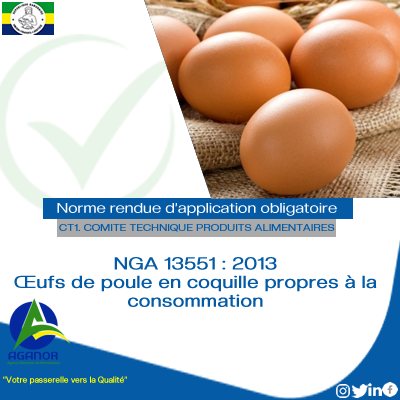 Norme rendue d'application obligatoire
CT1. COMITE TECHNIQUE PRODUITS ALIMENTAIRES
NGA 13551 : 2013
Œufs de poule en coquille propres à la
consommation
AGANOR
"Votre passerelle vers la Qualité"